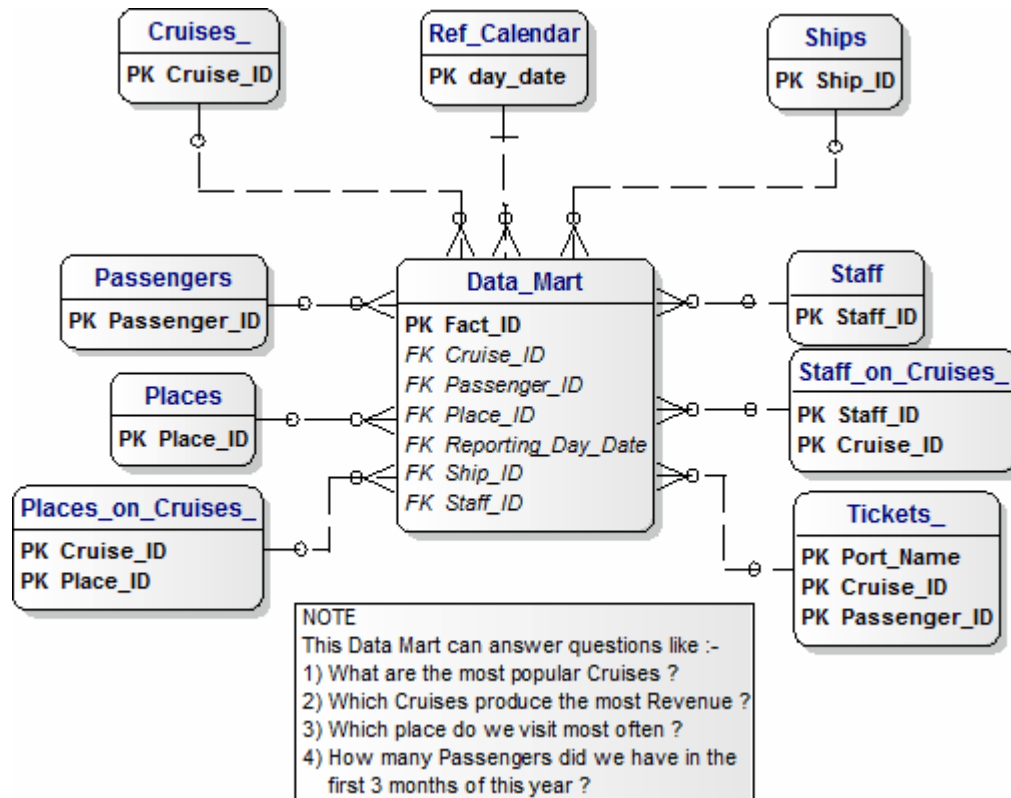 Cruises_
PK Cruise_ID
Ref_Calendar
PK day_date
Ships
PK Ship_ID
Passengers
PK Passenger_ID
Places
PK Place_ID
Places_on_Cruises_
PK Cruise_ID
PK Place_ID
Data_Mart
PK Fact_ID
FK Cruise_ID
FK Passenger_ID
FK Place_ID
FK Reporting_Day_Date
FK Ship_ID
FK Staff_ID
Staff
PK Staff_ID
Staff_on_Cruises_
PK Staff_ID
PK Cruise_ID
Tickets_
PK Port_Name
PK Cruise_ID
PK Passenger_ID
NOTE
This Data Mart can answer questions like :-
1) What are the most popular Cruises ?
2) Which Cruises produce the most Revenue ?
3) Which place do we visit most often ?
4) How many Passengers did we have in the
first 3 months of this year ?